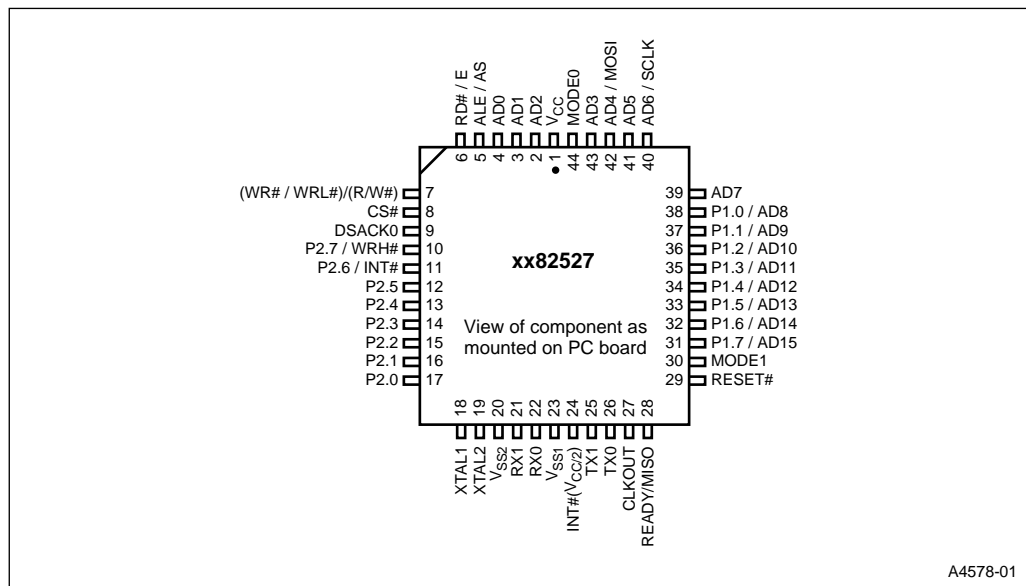 RD# / E
ALE / AS
AD0
AD1
AD2
VCC
MODE0
AD3
AD4 / MOSI
AD5
AD6 / SCLK
6
5
4
3
2
1
44
43
42
41
40
(WR# / WRL#)/(R/W#)
CS#
DSACK0
P2.7 / WRH#
P2.6 / INT#
P2.5
P2.4
P2.3
P2.2
P2.1
P2.0
7
8
9
10
11
12
13
14
15
16
17
xx82527
View of component as
mounted on PC board
39
38
37
36
35
34
33
32
31
30
29
AD7
P1.0 / AD8
P1.1 / AD9
P1.2 / AD10
P1.3 / AD11
P1.4 / AD12
P1.5 / AD13
P1.6 / AD14
P1.7 / AD15
MODE1
RESET#
18
19
20
21
22
23
24
25
26
27
28
XTAL1
XTAL2
VSS2
RX1
RX0
VSS1
INT#(VCC/2)
TX1
TX0
CLKOUT
READY/MISO
A4578-01